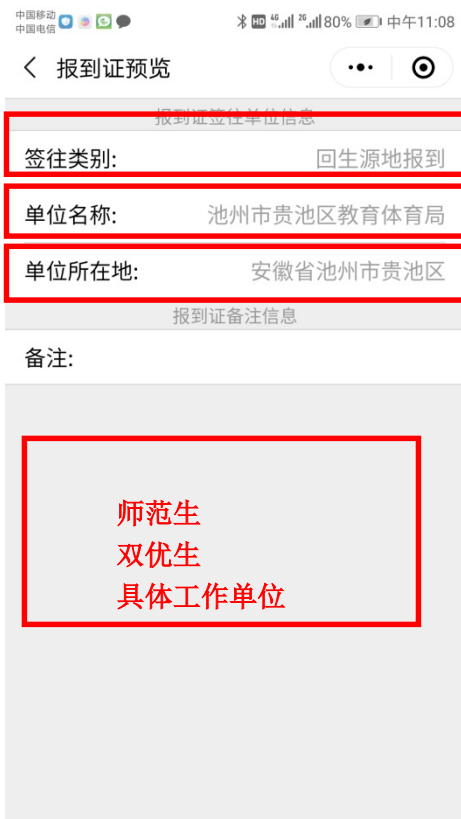 中国移动
中国电信 HD 4G 2G 80% 中午11:08
报到证预览
报到证签往单位信息
签往类别: 回生源地报到
单位名称: 池州市贵池区教育体育局
单位所在地: 安徽省池州市贵池区
报到证备注信息
备注:
师范生
双优生
具体工作单位